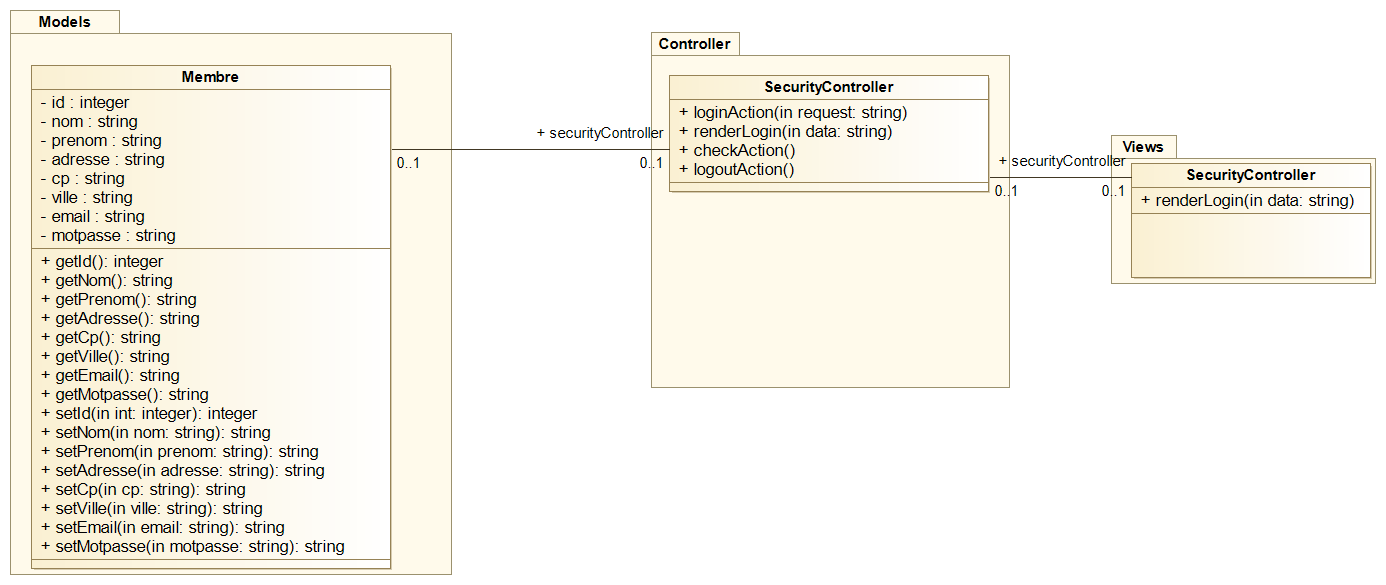 Models
Membre
- id : integer
- nom : string
- prenom : string
- adresse : string
- cp : string
- ville : string
- email : string
- motpasse : string
+ getId(): integer
+ getNom(): string
+ getPrenom(): string
+ getAdresse(): string
+ getCp(): string
+ getVille(): string
+ getEmail(): string
+ getMotpasse(): string
+ setId(in int: integer): integer
+ setNom(in nom: string): string
+ setPrenom(in prenom: string): string
+ setAdresse(in adresse: string): string
+ setCp(in cp: string): string
+ setVille(in ville: string): string
+ setEmail(in email: string): string
+ setMotpasse(in motpasse: string): string
+ securityController
0..1
0..1
Controller
SecurityController
+ loginAction(in request: string)
+ renderLogin(in data: string)
+ checkAction()
+ logoutAction()
+ securityController
0..1
0..1
Views
SecurityController
+ renderLogin(in data: string)